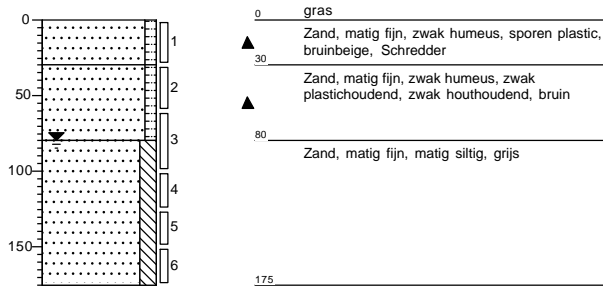 0
50
100
150
1
2
3
4
5
6
0 gras
Zand, matig fijn, zwak humeus, sporen plastic,
bruinbeige, Schredder
30
Zand, matig fijn, zwak humeus, zwak
plastichoudend, zwak houthoudend, bruin
80
Zand, matig fijn, matig siltig, grijs
175